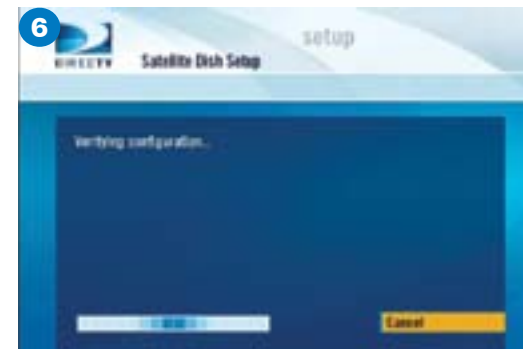 6
setup
DIRECTV
Satellite Dish Setup
Verifying configuration...
Cancel